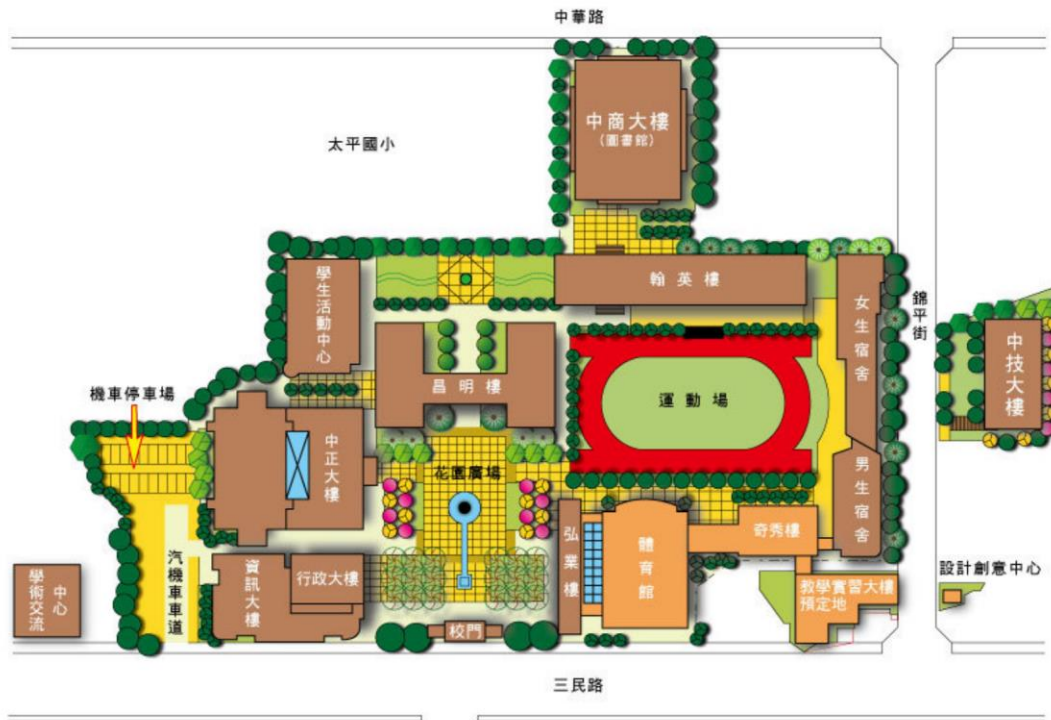 中華路
中商大樓
(圖書館)
太平國小
學生活動中心
翰英樓
女生宿舍
錦平街
中技大樓
昌明樓
運動場
機車停車場
中正大樓
花園廣場
男生宿舍
弘業樓
體育館
奇秀樓
汽機車車道
資訊大樓
行政大樓
教學實習大樓
預定地
設計創意中心
學術交流
中心
校門
三民路